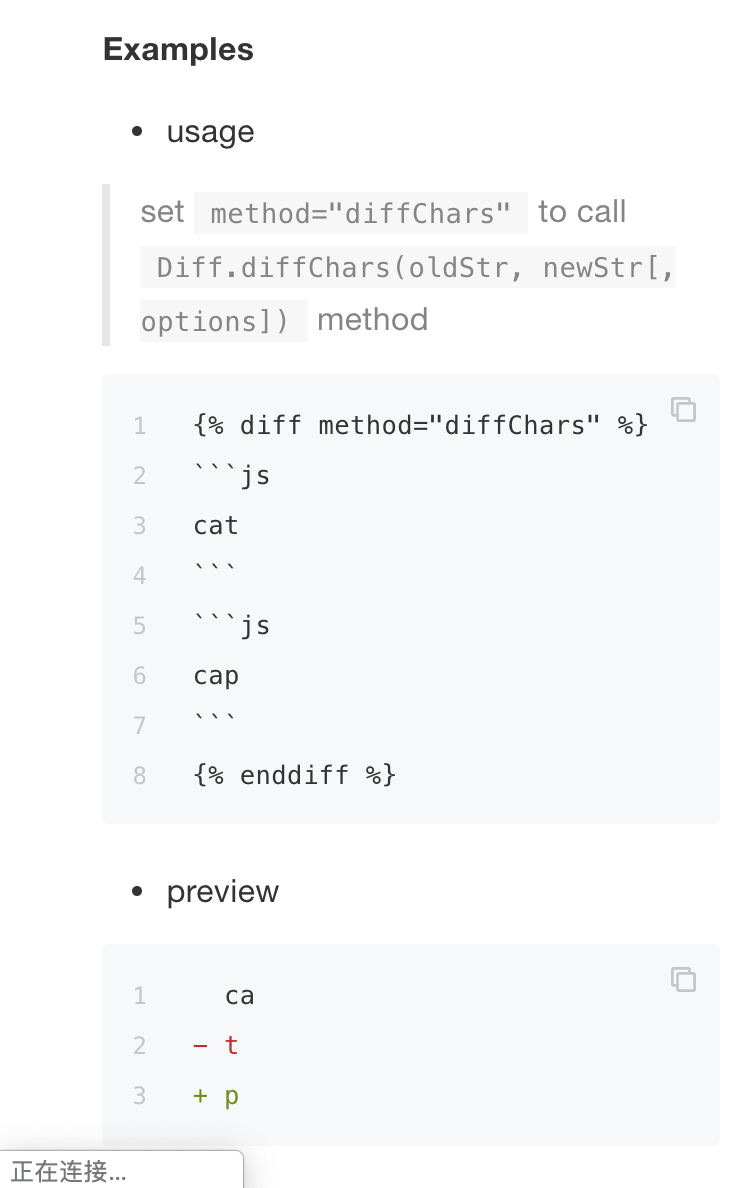 Examples
• usage
set method="diffChars" to call
Diff.diffChars(oldStr, newStr[,
options]) method
1 {% diff method="diffChars" %}
2 ```js
3 cat
4 ```
5 ```js
6 cap
7 ```
8 {% enddiff %}
• preview
1   ca
2 - t
3 + p
正在连接...